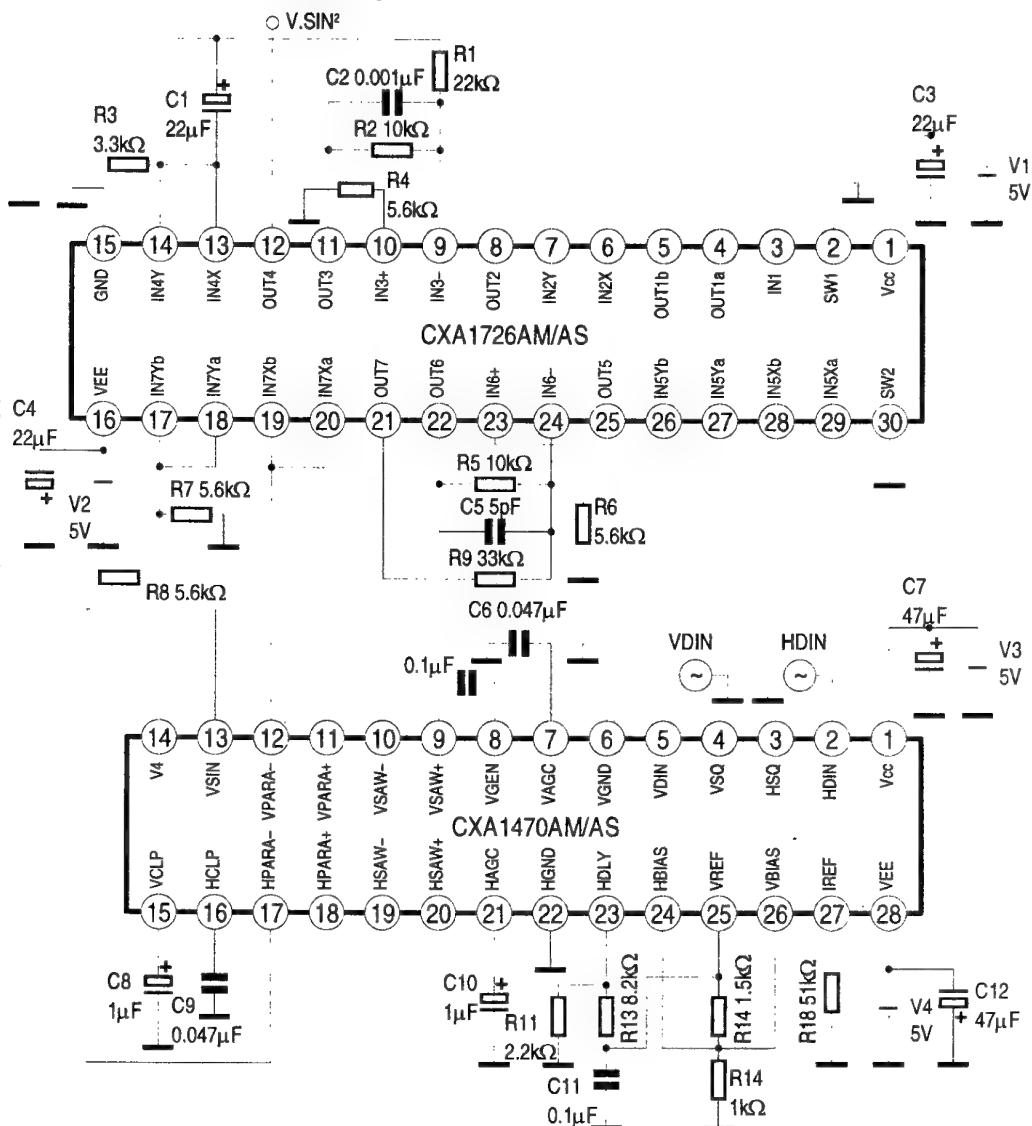 V.SIN²
R1
22kΩ
C2 0.001μF
C1
22μF
R2 10kΩ
R3
3.3kΩ
R4
5.6kΩ
C3
22μF
V1
5V
15 14 13 12 11 10 9 8 7 6 5 4 3 2 1
GND IN4Y IN4X OUT4 OUT3 IN3+ IN3- OUT2 IN2Y IN2X OUT1b OUT1a IN1 SW1 Vcc
CXA1726AM/AS
VEE IN7Yb IN7Ya IN7Xb IN7Xa OUT7 OUT6 IN6+ IN6- OUT5 IN5Yb IN5Ya IN5Xb IN5Xa SW2
16 17 18 19 20 21 22 23 24 25 26 27 28 29 30
C4
22μF
V2
5V
R7 5.6kΩ
R8 5.6kΩ
R5 10kΩ
C5 5pF
R6
5.6kΩ
R9 33kΩ
C6 0.047μF
0.1μF
VDIN
HDIN
C7
47μF
V3
5V
14 13 12 11 10 9 8 7 6 5 4 3 2 1
V4 VSIN VPARA- VPARA+ VSAW- VSAW+ VGEN VAGC VGND VDIN VSQ HSQ HDIN Vcc
CXA1470AM/AS
VCLP HCLP HPARA- HPARA+ HSAW- HSAW+ HAGC HGND HDLY HBIAS VREF VBIAS IREF VEE
15 16 17 18 19 20 21 22 23 24 25 26 27 28
C8
1μF
C9
0.047μF
C10
1μF
R11
2.2kΩ
R13 8.2kΩ
C11
0.1μF
R14 1.5kΩ
R14
1kΩ
R18 51kΩ
V4
5V
C12
47μF